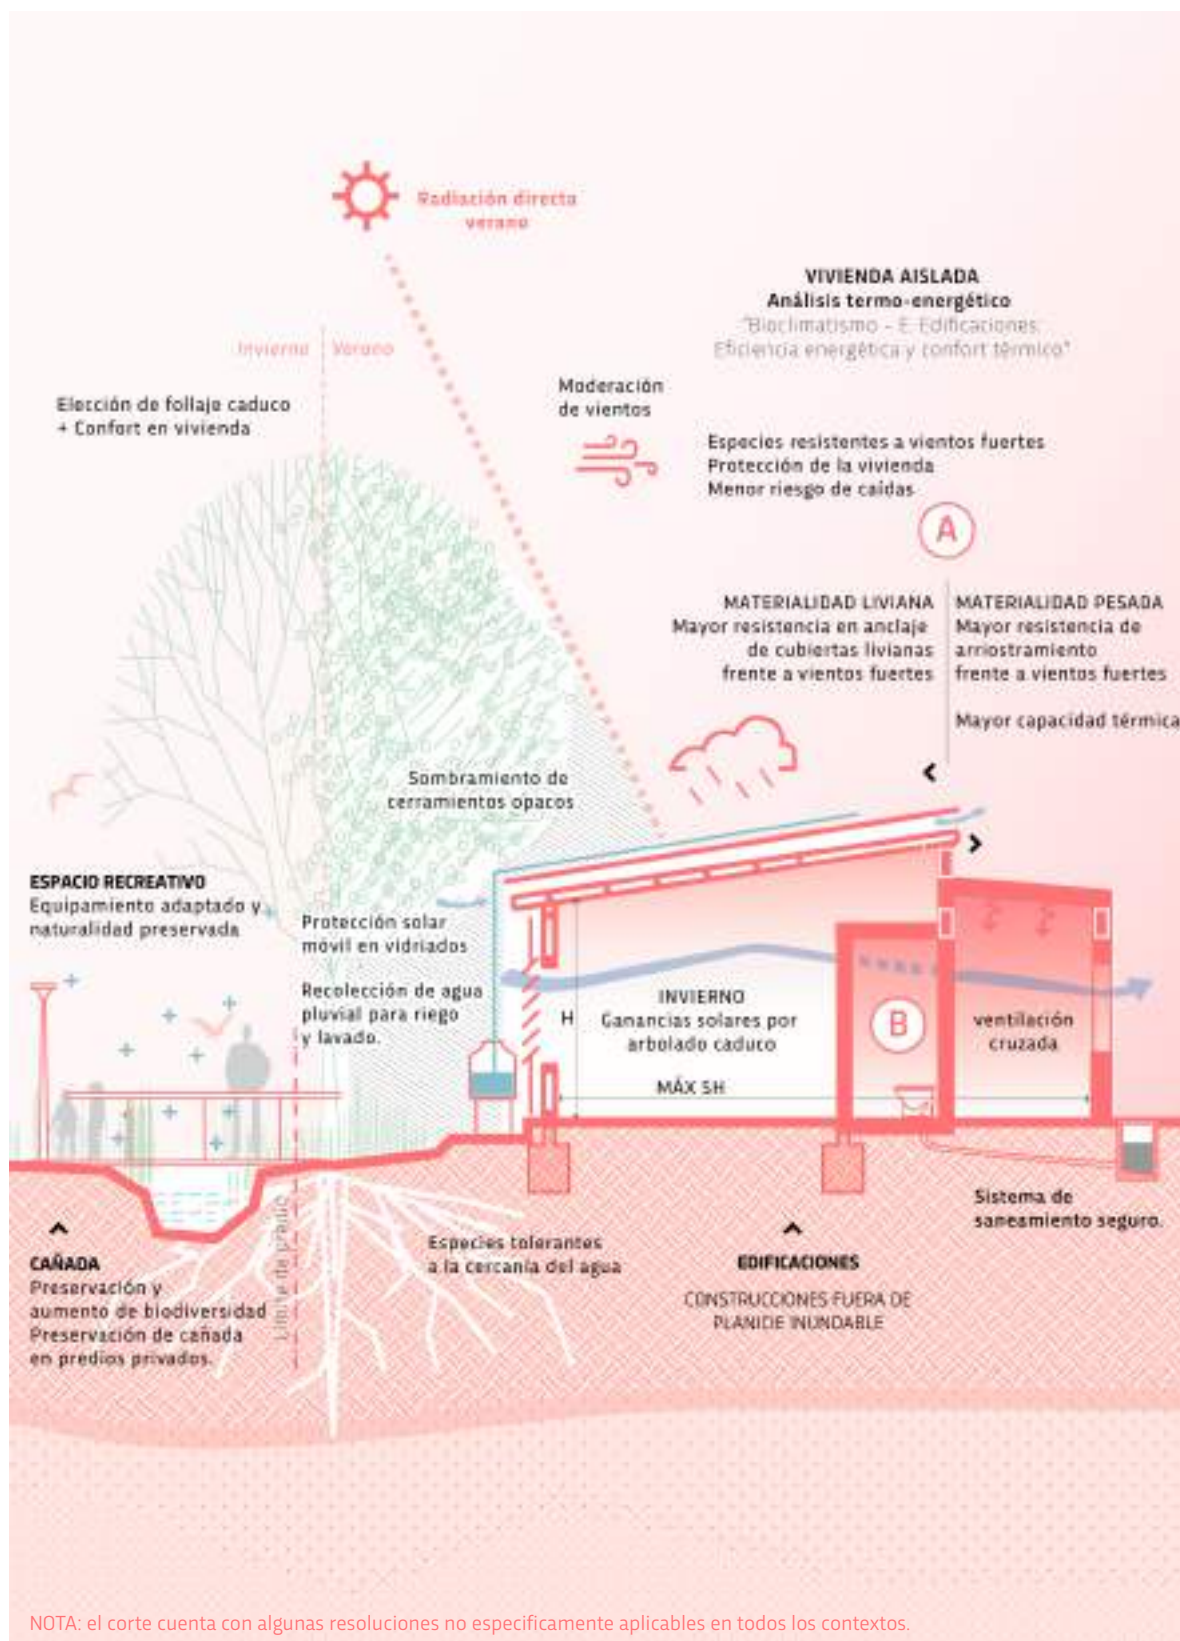 Radiación directa
verano
VIVIENDA AISLADA
Análisis termo-energético
"Bioclimatismo - E. Edificaciones.
Eficiencia energética y confort térmico"
Invierno
Verano
Elección de follaje caduco
+ Confort en vivienda
Moderación
de vientos
Especies resistentes a vientos fuertes
Protección de la vivienda
Menor riesgo de caídas
A
MATERIALIDAD LIVIANA
Mayor resistencia en anclaje
de cubiertas livianas
frente a vientos fuertes
MATERIALIDAD PESADA
Mayor resistencia de
arriostramiento
frente a vientos fuertes
Mayor capacidad térmica
Sombramiento de
cerramientos opacos
ESPACIO RECREATIVO
Equipamiento adaptado y
naturalidad preservada
Protección solar
móvil en vidriados
Recolección de agua
pluvial para riego
y lavado.
H
INVIERNO
Ganancias solares por
arbolado caduco
MÁX 5H
B
ventilación
cruzada
Sistema de
saneamiento seguro.
Límite de predio
CAÑADA
Preservación y
aumento de biodiversidad
Preservación de cañada
en predios privados.
Especies tolerantes
a la cercanía del agua
EDIFICACIONES
CONSTRUCCIONES FUERA DE
PLANICIE INUNDABLE
NOTA: el corte cuenta con algunas resoluciones no especificamente aplicables en todos los contextos.